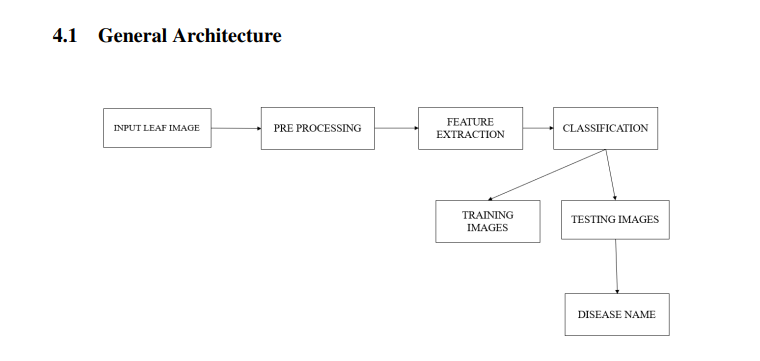 4.1 General Architecture
INPUT LEAF IMAGE
PRE PROCESSING
FEATURE
EXTRACTION
CLASSIFICATION
TRAINING
IMAGES
TESTING IMAGES
DISEASE NAME